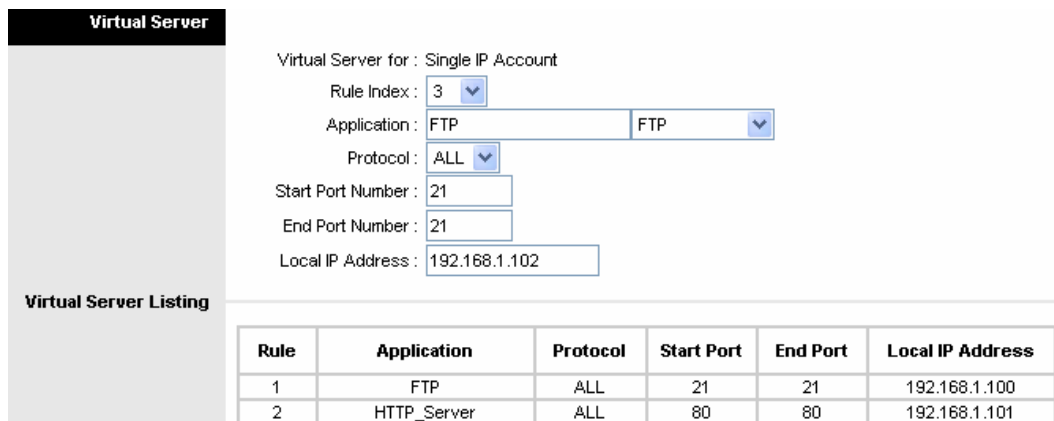 Virtual Server
Virtual Server for : Single IP Account
Rule Index : 3
Application : FTP FTP
Protocol : ALL
Start Port Number : 21
End Port Number : 21
Local IP Address : 192.168.1.102
Virtual Server Listing
Rule Application Protocol Start Port End Port Local IP Address
1 FTP ALL 21 21 192.168.1.100
2 HTTP_Server ALL 80 80 192.168.1.101